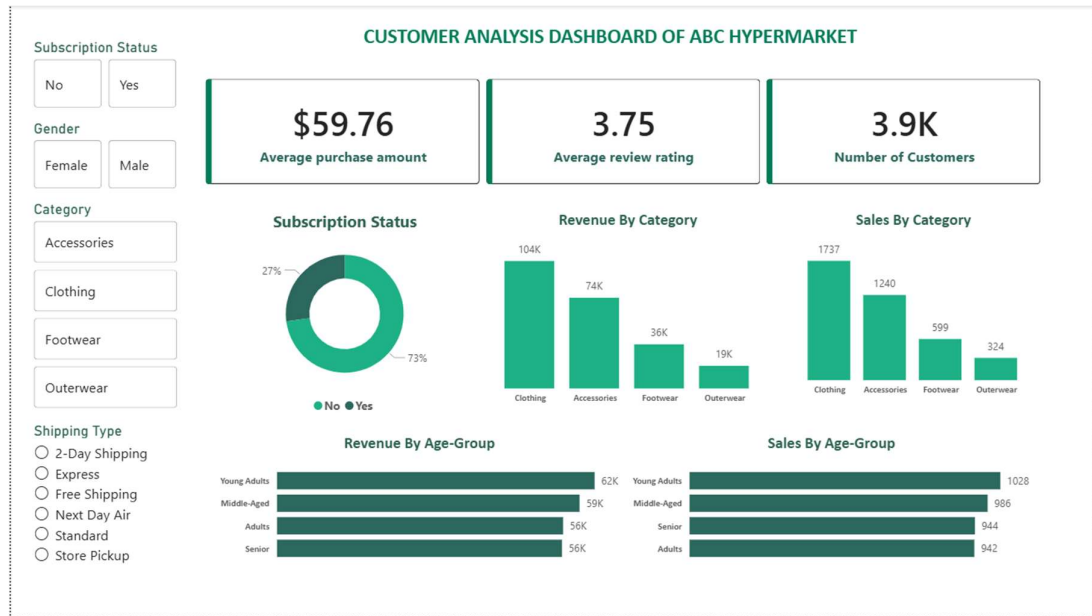 CUSTOMER ANALYSIS DASHBOARD OF ABC HYPERMARKET
Subscription Status
No
Yes
Gender
Female
Male
Category
Accessories
Clothing
Footwear
Outerwear
Shipping Type
2-Day Shipping
Express
Free Shipping
Next Day Air
Standard
Store Pickup
$59.76
Average purchase amount
3.75
Average review rating
3.9K
Number of Customers
Subscription Status
27%
73%
No Yes
Revenue By Category
104K
74K
36K
19K
Clothing Accessories Footwear Outerwear
Sales By Category
1737
1240
599
324
Clothing Accessories Footwear Outerwear
Revenue By Age-Group
Young Adults 62K
Middle-Aged 59K
Adults 56K
Senior 56K
Sales By Age-Group
Young Adults 1028
Middle-Aged 986
Senior 944
Adults 942